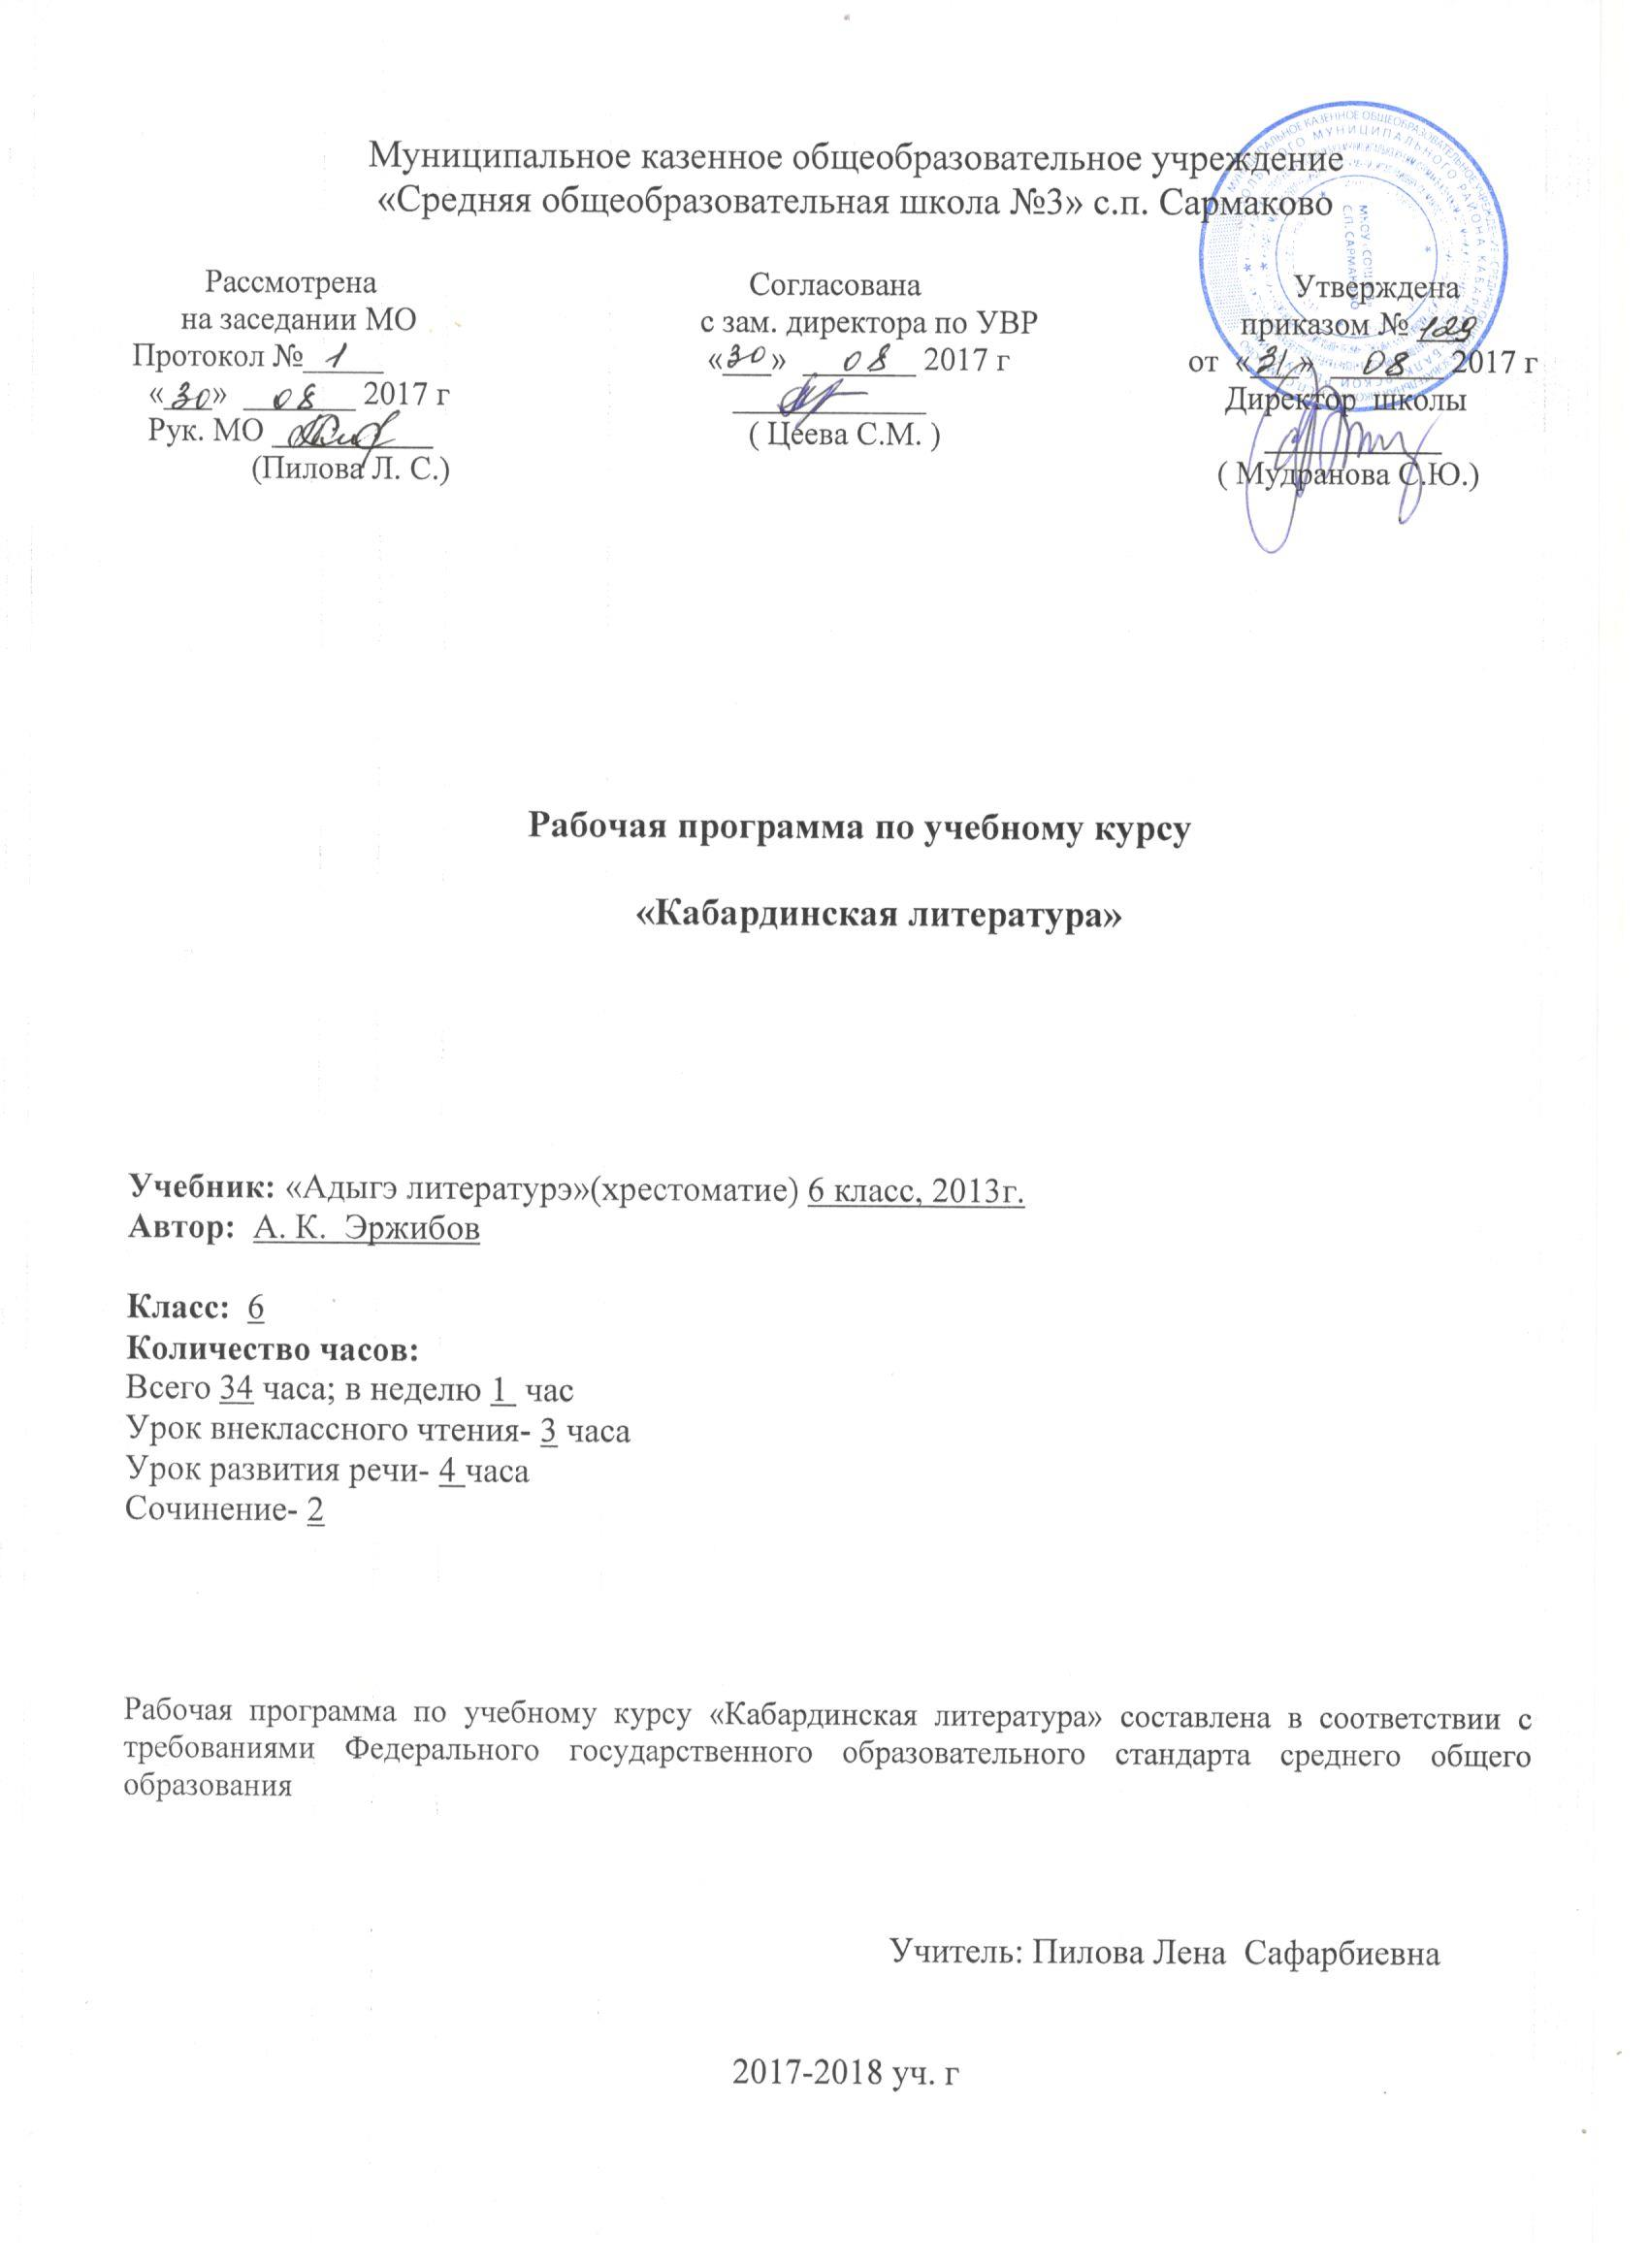 Муниципальное казенное общеобразовательное учреждение
«Средняя общеобразовательная школа №3» с.п. Сармаково
Рассмотрена
на заседании МО
Протокол № 1
«30» 08 2017 г
Рук. МО
(Пилова Л. С.)
Согласована
с зам. директора по УВР
«30» 08 2017 г
( Цеева С.М. )
Утверждена
приказом № 129
от «31» 08 2017 г
Директор школы
( Мудранова С.Ю.)
Рабочая программа по учебному курсу
«Кабардинская литература»
Учебник: «Адыгэ литературэ»(хрестоматие) 6 класс, 2013г.
Автор: А. К. Эржибов
Класс: 6
Количество часов:
Всего 34 часа; в неделю 1 час
Урок внеклассного чтения- 3 часа
Урок развития речи- 4 часа
Сочинение- 2
Рабочая программа по учебному курсу «Кабардинская литература» составлена в соответствии с
требованиями Федерального государственного образовательного стандарта среднего общего
образования
Учитель: Пилова Лена Сафарбиевна
2017-2018 уч. г